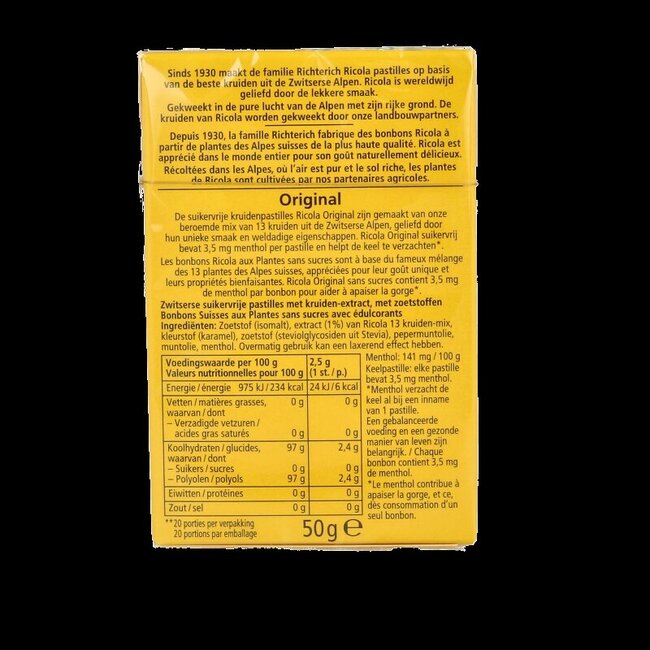 Sinds 1930 maakt de familie Richterich Ricola pastilles op basis
van de beste kruiden uit de Zwitserse Alpen. Ricola is wereldwijd
geliefd door de lekkere smaak.
Gekweekt in de pure lucht van de Alpen met zijn rijke grond. De
kruiden van Ricola worden gekweekt door onze landbouwpartners.
Depuis 1930, la famille Richterich fabrique des bonbons Ricola à
partir de plantes des Alpes suisses de la plus haute qualité. Ricola est
apprécié dans le monde entier pour son goût naturellement délicieux.
Récoltées dans les Alpes, où l'air est pur et le sol riche, les plantes
de Ricola sont cultivées par nos partenaires agricoles.
Original
De suikervrije kruidenpastilles Ricola Original zijn gemaakt van onze
beroemde mix van 13 kruiden uit de Zwitserse Alpen, geliefd door
hun unieke smaak en weldadige eigenschappen. Ricola Original suikervrij
bevat 3,5 mg menthol per pastille en helpt de keel te verzachten*.
Les bonbons Ricola aux Plantes sans sucres sont à base du fameux mélange
des 13 plantes des Alpes suisses, appréciées pour leur goût unique et
leurs propriétés bienfaisantes. Ricola Original sans sucres contient 3,5 mg
de menthol par bonbon pour aider à apaiser la gorge*.
Zwitserse suikervrije pastilles met kruiden-extract, met zoetstoffen
Bonbons Suisses aux Plantes sans sucres avec édulcorants
Ingrediënten: Zoetstof (isomalt), extract (1%) van Ricola 13 kruiden-mix,
kleurstof (karamel), zoetstof (steviolglycosiden uit Stevia), pepermuntolie,
muntolie, menthol. Overmatig gebruik kan een laxerend effect hebben.
Voedingswaarde per 100 g 2,5 g
Valeurs nutritionnelles pour 100 g (1 st. / p.)
Energie / énergie 975 kJ / 234 kcal 24 kJ / 6 kcal
Vetten / matières grasses, 0 g 0 g
waarvan / dont
– Verzadigde vetzuren / 0 g 0 g
acides gras saturés
Koolhydraten / glucides, 97 g 2,4 g
waarvan / dont
– Suikers / sucres 0 g 0 g
– Polyolen / polyols 97 g 2,4 g
Eiwitten / protéines 0 g 0 g
Zout / sel 0 g 0 g
**20 porties per verpakking
20 portions par emballage
50 g e
Menthol: 141 mg / 100 g
Keelpastille: elke pastille
bevat 3,5 mg menthol.
*Menthol verzacht de
keel al bij een inname
van 1 pastille.
Een gebalanceerde
voeding en een gezonde
manier van leven zijn
belangrijk. / Chaque
bonbon contient 3,5 mg
de menthol.
*Le menthol contribue à
apaiser la gorge, et ce,
dès consommation d'un
seul bonbon.